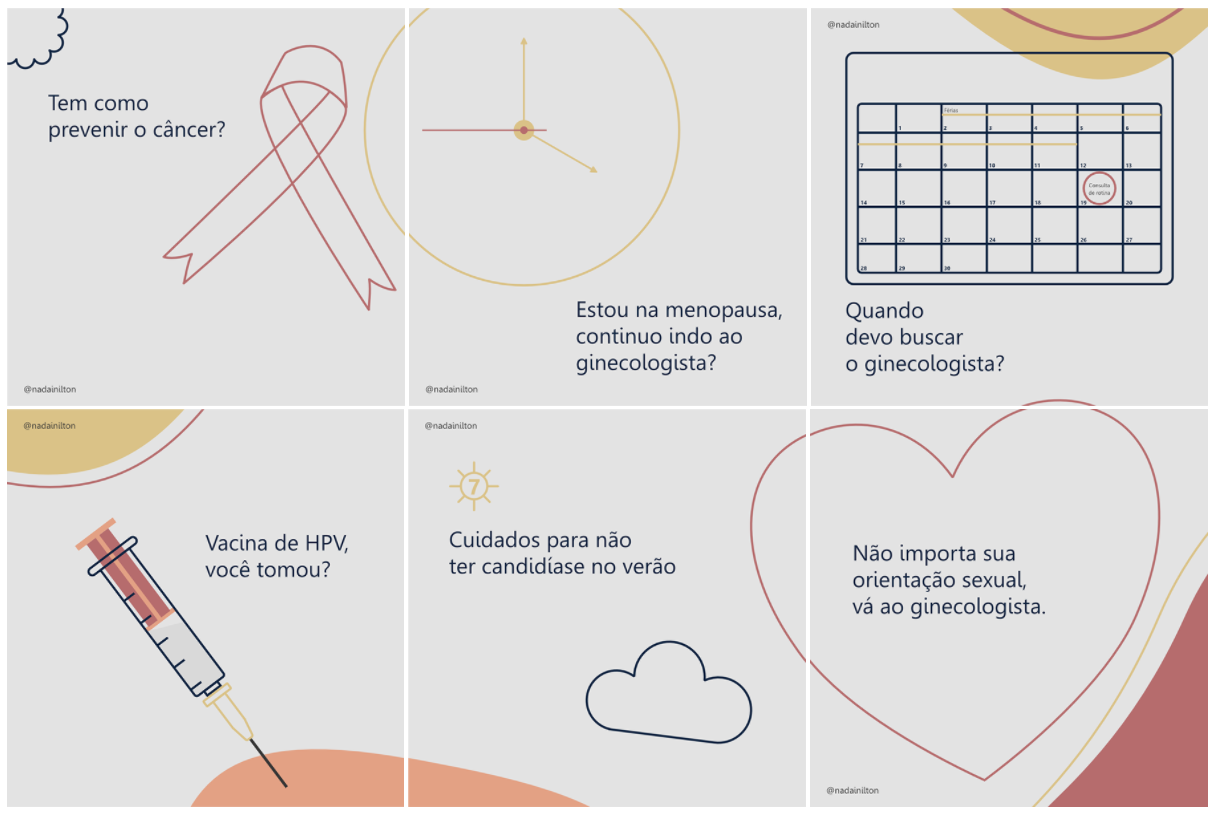 Tem como
prevenir o câncer?
@nadainilton
Estou na menopausa,
continuo indo ao
ginecologista?
@nadainilton
@nadainilton
Férias
1 2 3 4 5 6
7 8 9 10 11 12 13
Consulta
de rotina
14 15 16 17 18 19 20
21 22 23 24 25 26 27
28 29 30
Quando
devo buscar
o ginecologista?
@nadainilton
Vacina de HPV,
você tomou?
@nadainilton
7
Cuidados para não
ter candidíase no verão
Não importa sua
orientação sexual,
vá ao ginecologista.
@nadainilton